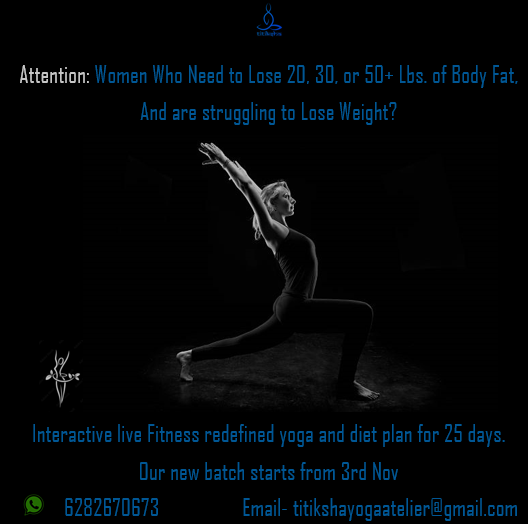 titiksha
Attention: Women Who Need to Lose 20, 30, or 50+ Lbs. of Body Fat,
And are struggling to Lose Weight?
Interactive live Fitness redefined yoga and diet plan for 25 days.
Our new batch starts from 3rd Nov
6282670673 Email- titikshayogaatelier@gmail.com